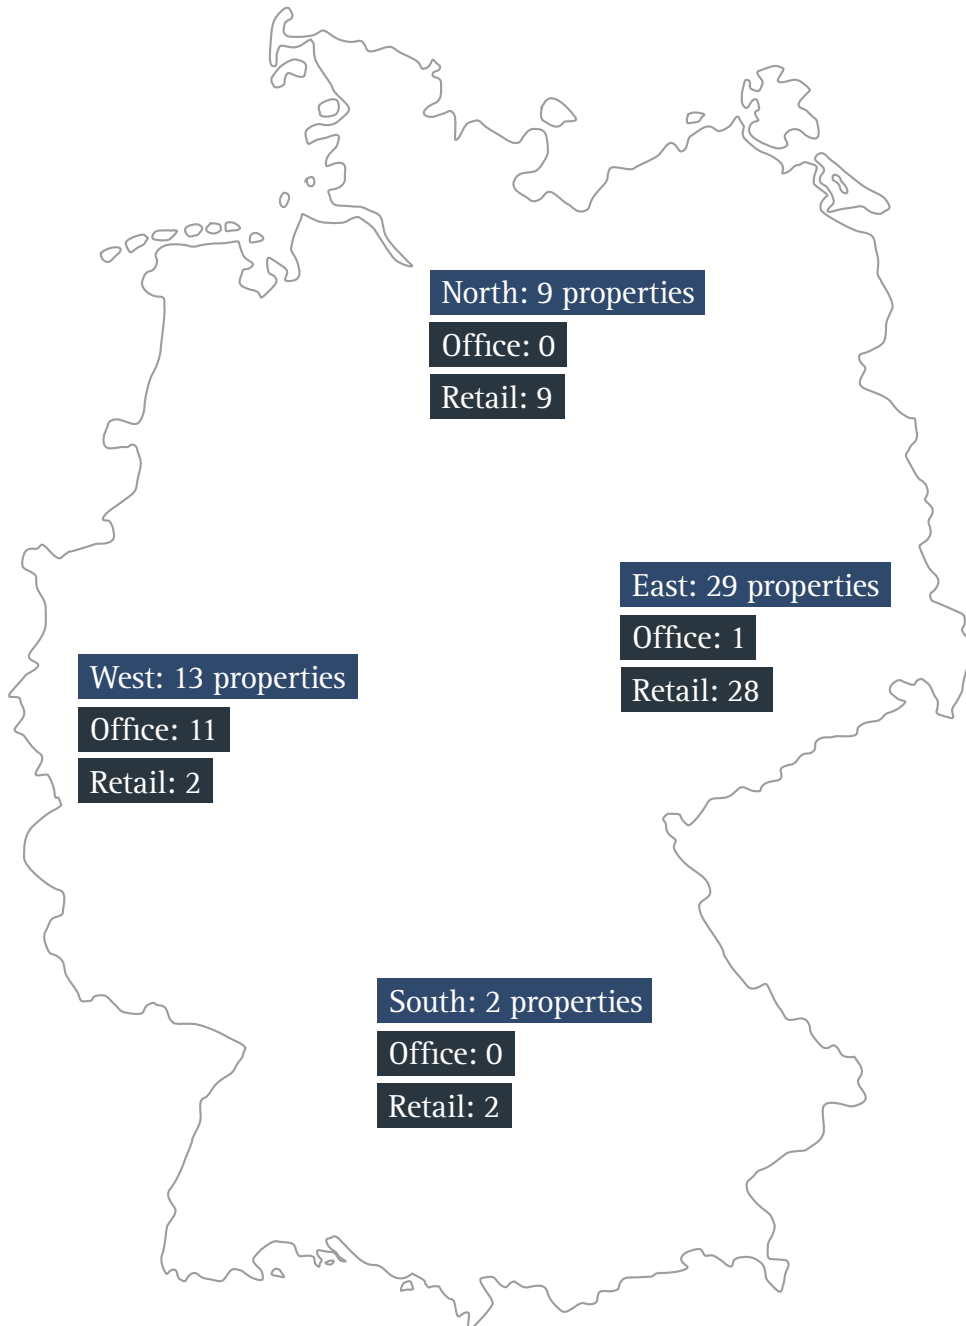 North: 9 properties
Office: 0
Retail: 9
East: 29 properties
Office: 1
Retail: 28
West: 13 properties
Office: 11
Retail: 2
South: 2 properties
Office: 0
Retail: 2